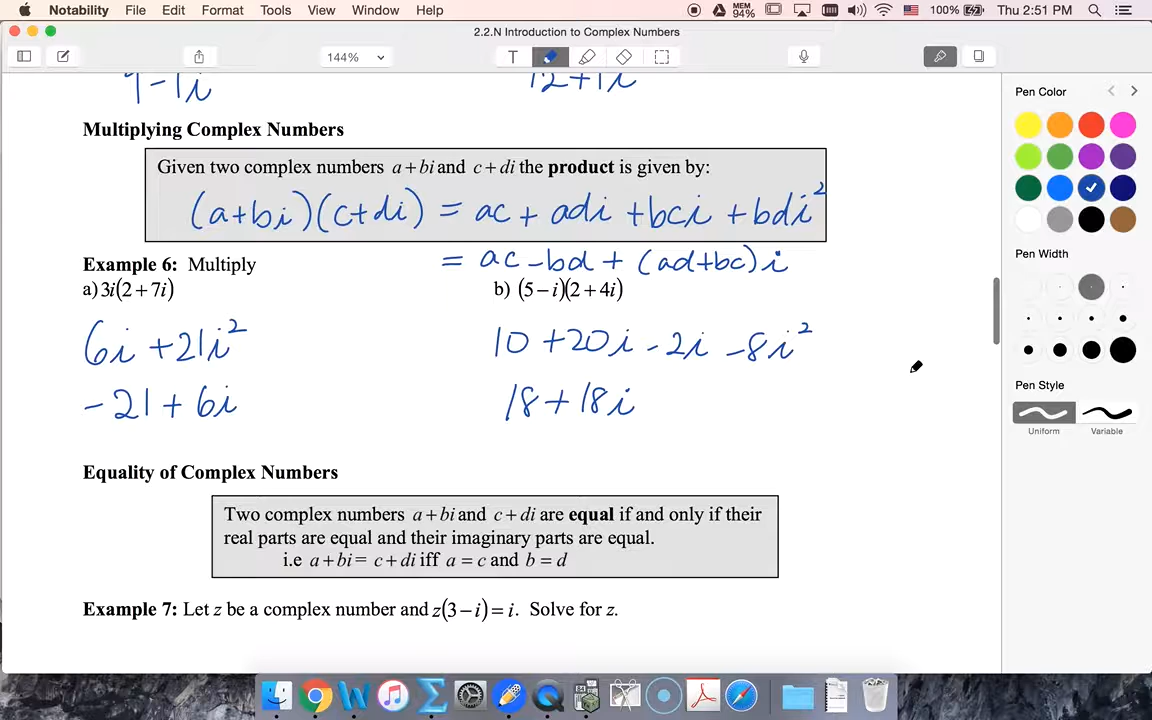 Notability File Edit Format Tools View Window Help MEM 94% 100% Thu 2:51 PM
2.2.N Introduction to Complex Numbers
144% T
12+1i
Multiplying Complex Numbers
Given two complex numbers a+bi and c+di the product is given by:
(a+bi)(c+di) = ac + adi +bci +bdi²
= ac -bd + (ad+bc)i
Example 6: Multiply
a) 3i(2+7i) b) (5−i)(2+4i)
6i +21i² 10 +20i -2i -8i²
-21 + 6i 18 + 18i
Equality of Complex Numbers
Two complex numbers a+bi and c+di are equal if and only if their
real parts are equal and their imaginary parts are equal.
i.e a+bi = c+di iff a = c and b = d
Example 7: Let z be a complex number and z(3−i) = i. Solve for z.
Pen Color
Pen Width
Pen Style
Uniform Variable